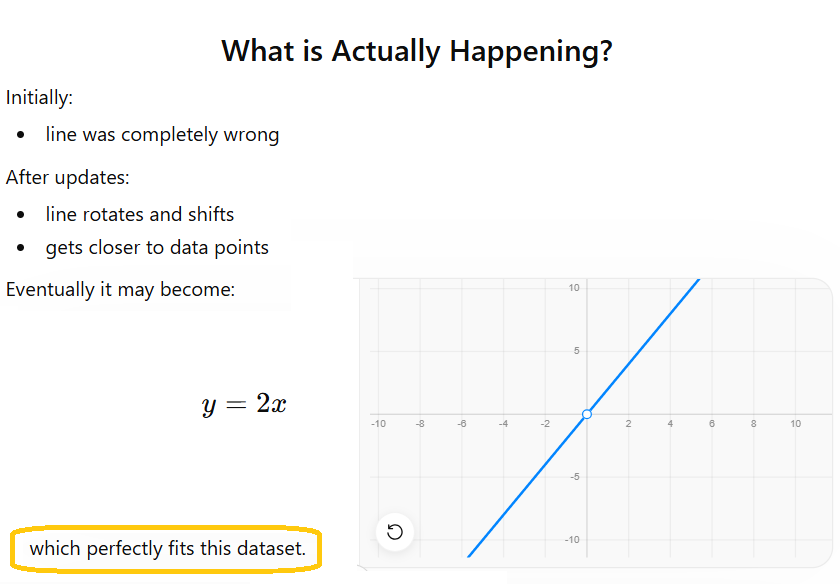 What is Actually Happening?
Initially:
• line was completely wrong
After updates:
• line rotates and shifts
• gets closer to data points
Eventually it may become:
y = 2x
which perfectly fits this dataset.
10
5
-10 -8 -6 -4 -2 2 4 6 8 10
-5
-10